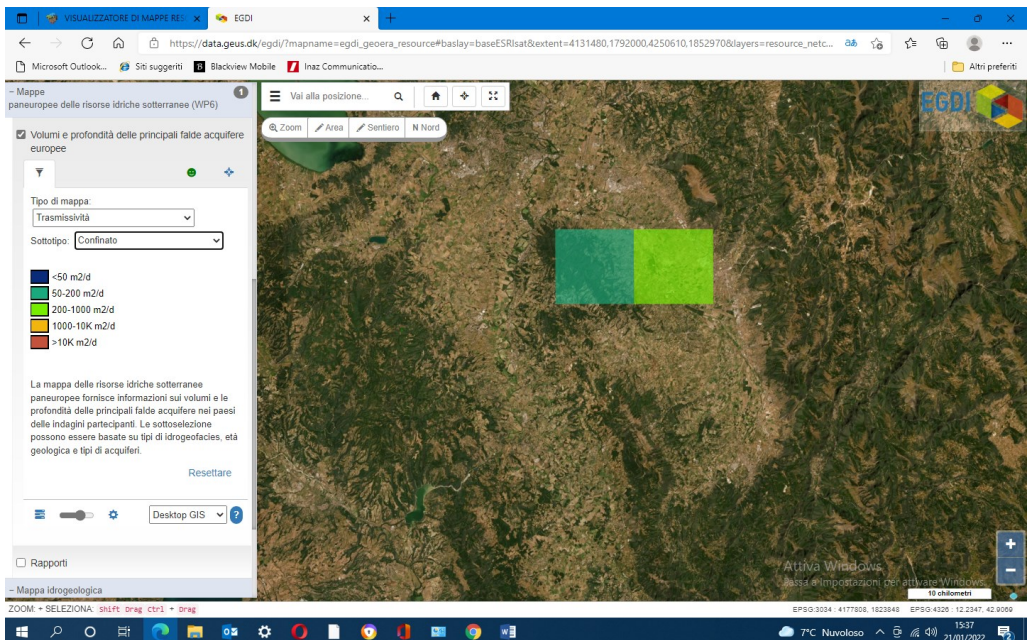 VISUALIZZATORE DI MAPPE RES
EGDI
https://data.geus.dk/egdi/?mapname=egdi_geoera_resource#baslay=baseESRIsat&extent=4131480,1792000,4250610,1852970&layers=resource_netc...
Microsoft Outlook...
Siti suggeriti
Blackview Mobile
Inaz Communicatio...
Altri preferiti
− Mappe
paneuropee delle risorse idriche sotterranee (WP6)
1
Volumi e profondità delle principali falde acquifere
europee
Tipo di mappa:
Trasmissività
Sottotipo: Confinato
<50 m2/d
50-200 m2/d
200-1000 m2/d
1000-10K m2/d
>10K m2/d
La mappa delle risorse idriche sotterranee
paneuropee fornisce informazioni sui volumi e le
profondità delle principali falde acquifere nei paesi
delle indagini partecipanti. Le sottoselezione
possono essere basate su tipi di idrogeofacies, età
geologica e tipi di acquiferi.
Resettare
Desktop GIS
?
Rapporti
− Mappa idrogeologica
Vai alla posizione...
Zoom
Area
Sentiero
N Nord
EGDI
+
−
Attiva Windows
Passa a Impostazioni per attivare Windows.
10 chilometri
ZOOM: + SELEZIONA: Shift Drag Ctrl + Drag
EPSG:3034 : 4177808, 1823848 EPSG:4326 : 12.2347, 42.9069
7°C Nuvoloso
15:37
21/01/2022
2